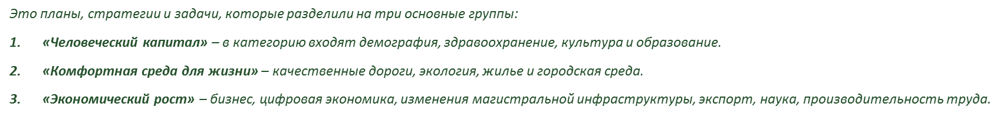 Это планы, стратегии и задачи, которые разделили на три основные группы:
1. «Человеческий капитал» – в категорию входят демография, здравоохранение, культура и образование.
2. «Комфортная среда для жизни» – качественные дороги, экология, жилье и городская среда.
3. «Экономический рост» – бизнес, цифровая экономика, изменения магистральной инфраструктуры, экспорт, наука, производительность труда.